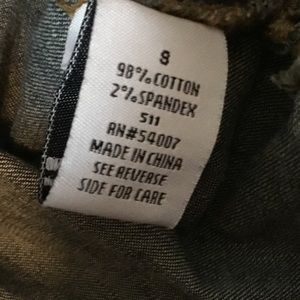 8
98% COTTON
2% SPANDEX
511
RN#54007
MADE IN CHINA
SEE REVERSE
SIDE FOR CARE